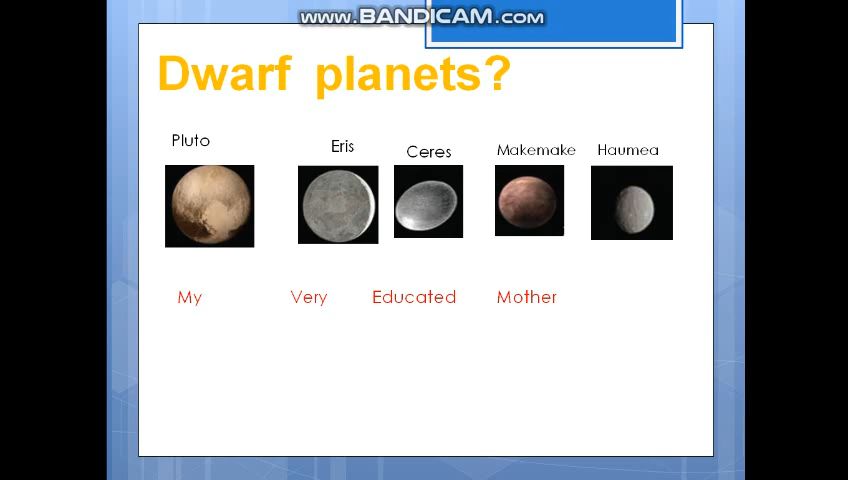 www.BANDICAM.com
Dwarf planets?
Pluto Eris Ceres Makemake Haumea
My Very Educated Mother